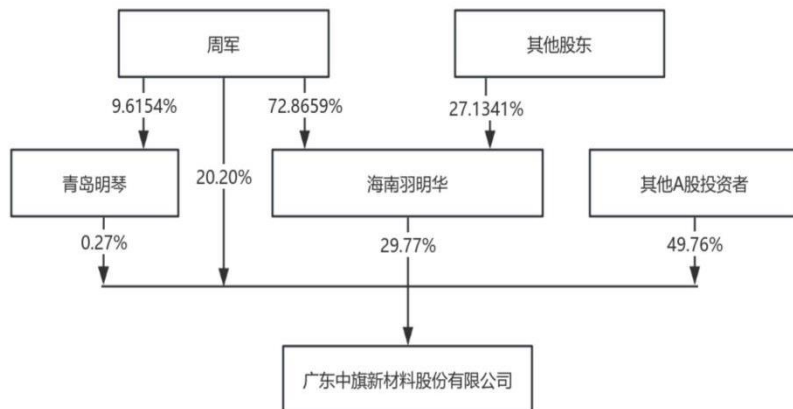 周军
其他股东
9.6154%
72.8659%
27.1341%
青岛明琴
20.20%
海南羽明华
其他A股投资者
0.27%
29.77%
49.76%
广东中旗新材料股份有限公司